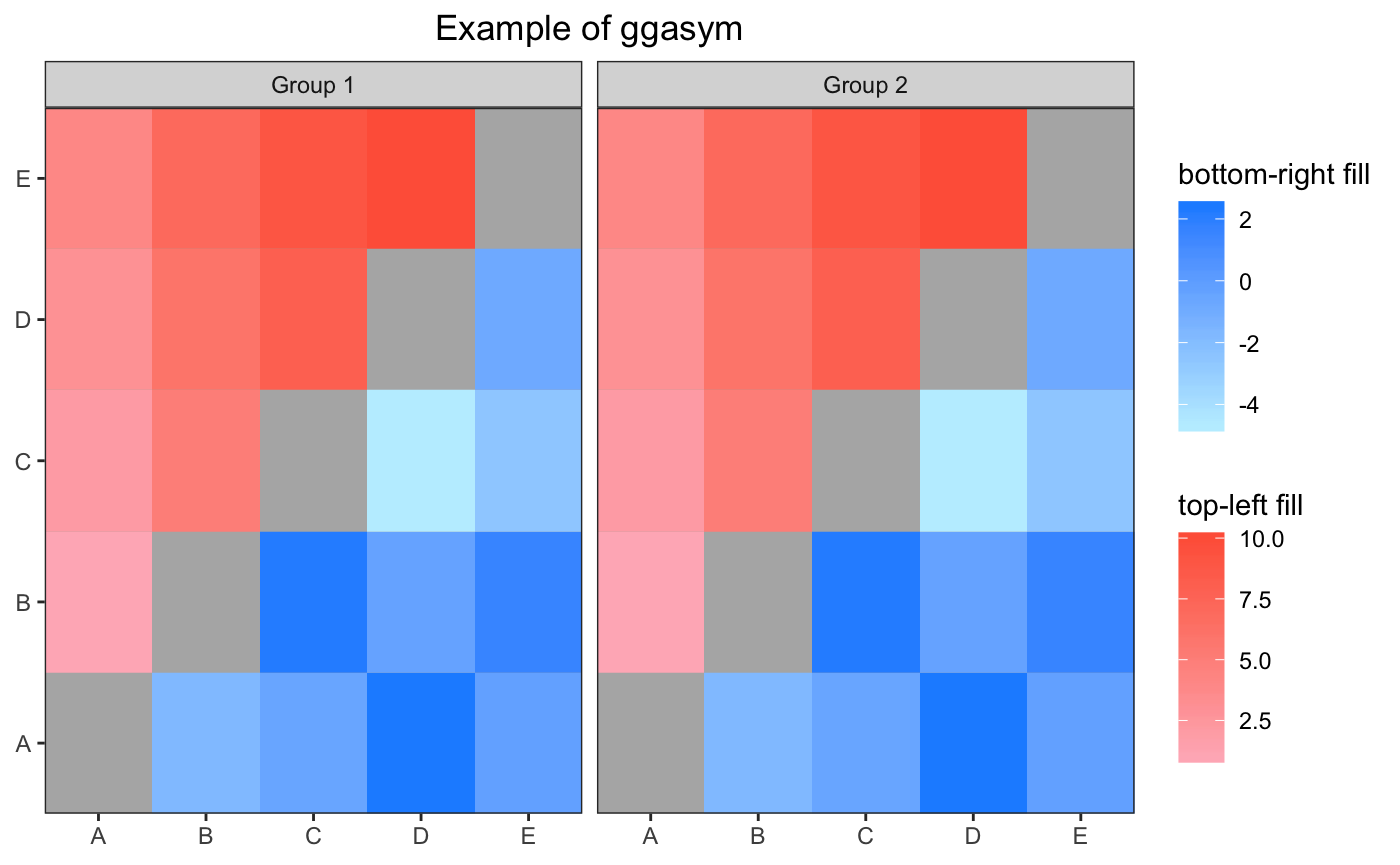 Example of ggasym
Group 1
Group 2
E
D
C
B
A
A B C D E
A B C D E
bottom-right fill
2
0
-2
-4
top-left fill
10.0
7.5
5.0
2.5